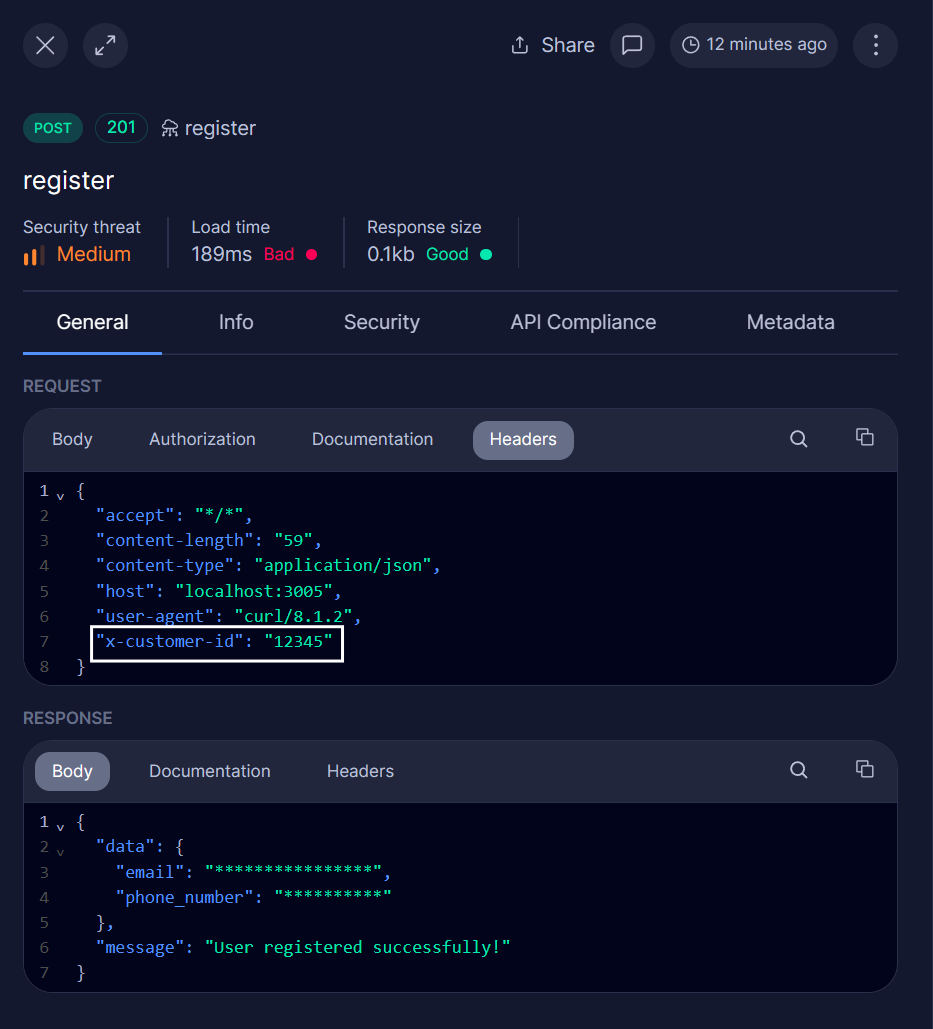 Share 12 minutes ago
POST 201 register
register
Security threat Load time Response size
Medium 189ms Bad 0.1kb Good
General Info Security API Compliance Metadata
REQUEST
Body Authorization Documentation Headers
1 {
2 "accept": "*/*",
3 "content-length": "59",
4 "content-type": "application/json",
5 "host": "localhost:3005",
6 "user-agent": "curl/8.1.2",
7 "x-customer-id": "12345"
8 }
RESPONSE
Body Documentation Headers
1 {
2 "data": {
3 "email": "****************",
4 "phone_number": "**********"
5 },
6 "message": "User registered successfully!"
7 }